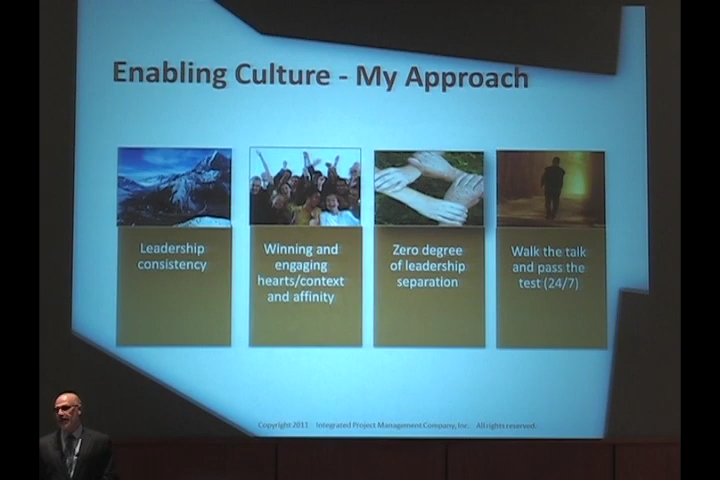 Enabling Culture - My Approach
Leadership
consistency
Winning and
engaging
hearts/context
and affinity
Zero degree
of leadership
separation
Walk the talk
and pass the
test (24/7)
Copyright 2011 Integrated Project Management Company, Inc. All rights reserved.